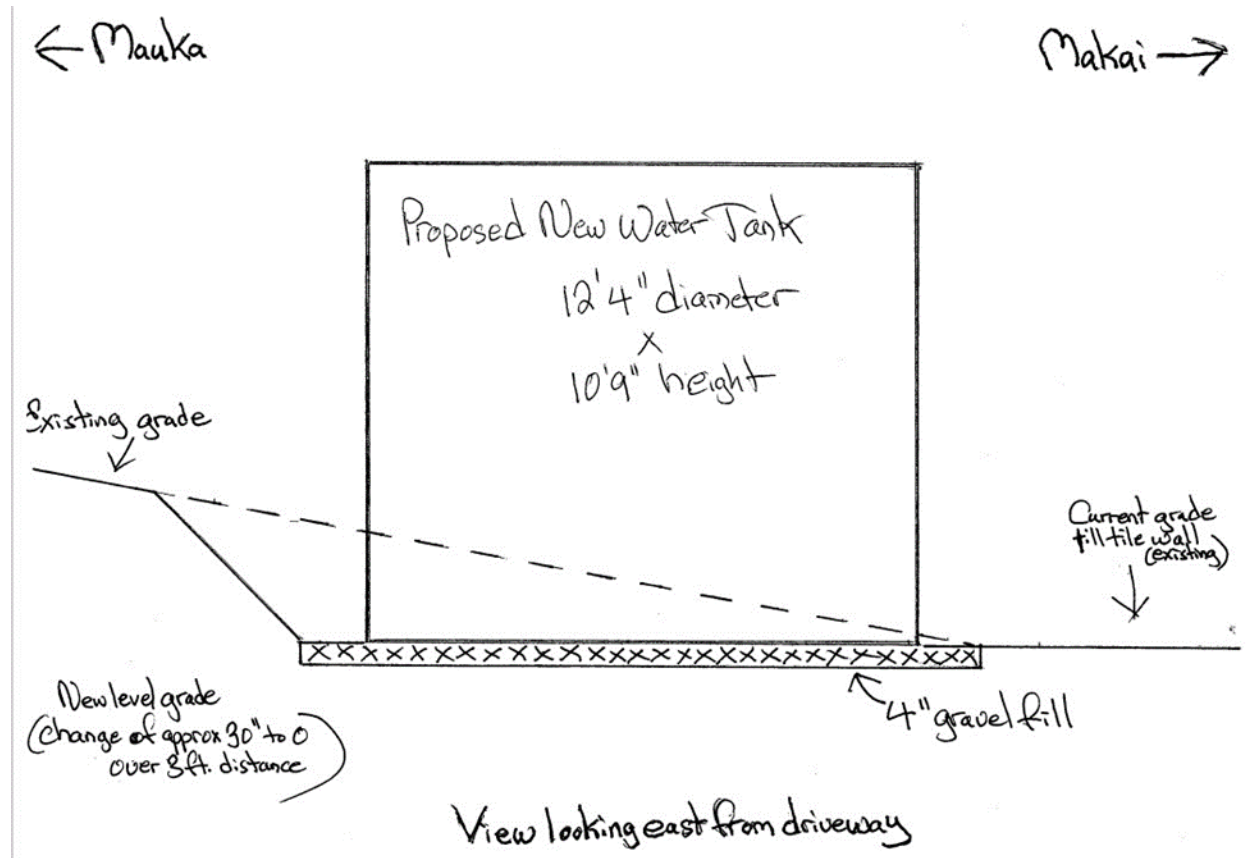 ← Mauka
Makai →
Proposed New Water Tank
12'4" diameter
x
10'9" height
Existing grade
Current grade
till tile wall
(existing)
New level grade
(change of approx 30" to 0
over 3ft. distance)
4" gravel fill
View looking east from driveway